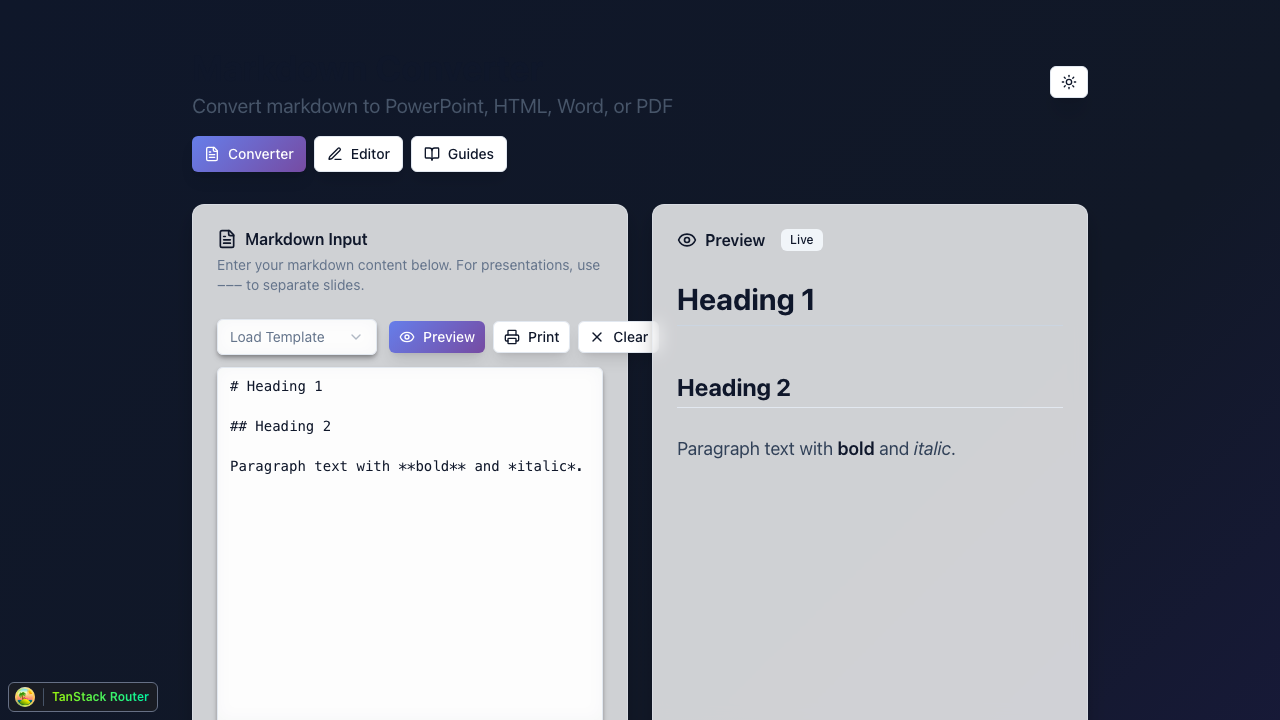 Convert markdown to PowerPoint, HTML, Word, or PDF
Converter
Editor
Guides
Markdown Input
Enter your markdown content below. For presentations, use
--- to separate slides.
Load Template
Preview
Print
Clear
# Heading 1
## Heading 2
Paragraph text with **bold** and *italic*.
Preview
Live
Heading 1
Heading 2
Paragraph text with bold and italic.
TanStack Router